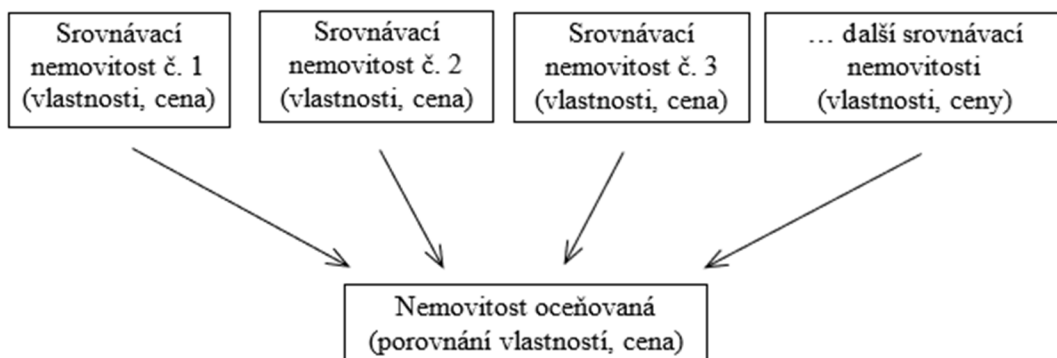 Srovnávací
nemovitost č. 1
(vlastnosti, cena)
Srovnávací
nemovitost č. 2
(vlastnosti, cena)
Srovnávací
nemovitost č. 3
(vlastnosti, cena)
… další srovnávací
nemovitosti
(vlastnosti, ceny)
Nemovitost oceňovaná
(porovnání vlastností, cena)